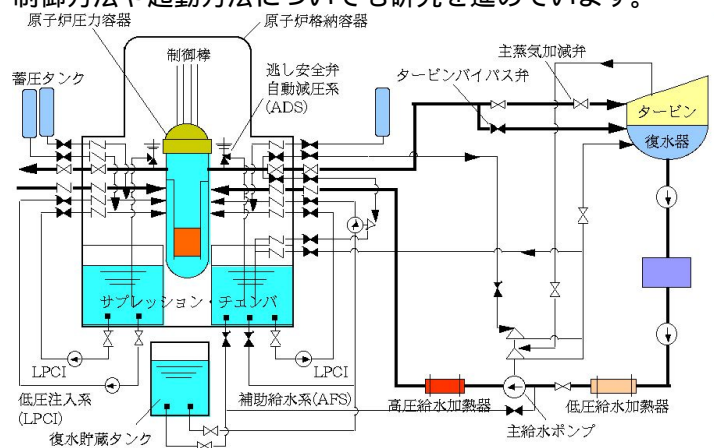 制御方法や起動方法についても研究を進めています。
原子炉圧力容器
原子炉格納容器
制御棒
主蒸気加減弁
蓄圧タンク
逃し安全弁
自動減圧系
(ADS)
タービンバイパス弁
タービン
復水器
サプレッション・チェンバ
LPCI
LPCI
低圧注入系
(LPCI)
補助給水系(AFS)
高圧給水加熱器
低圧給水加熱器
主給水ポンプ
復水貯蔵タンク